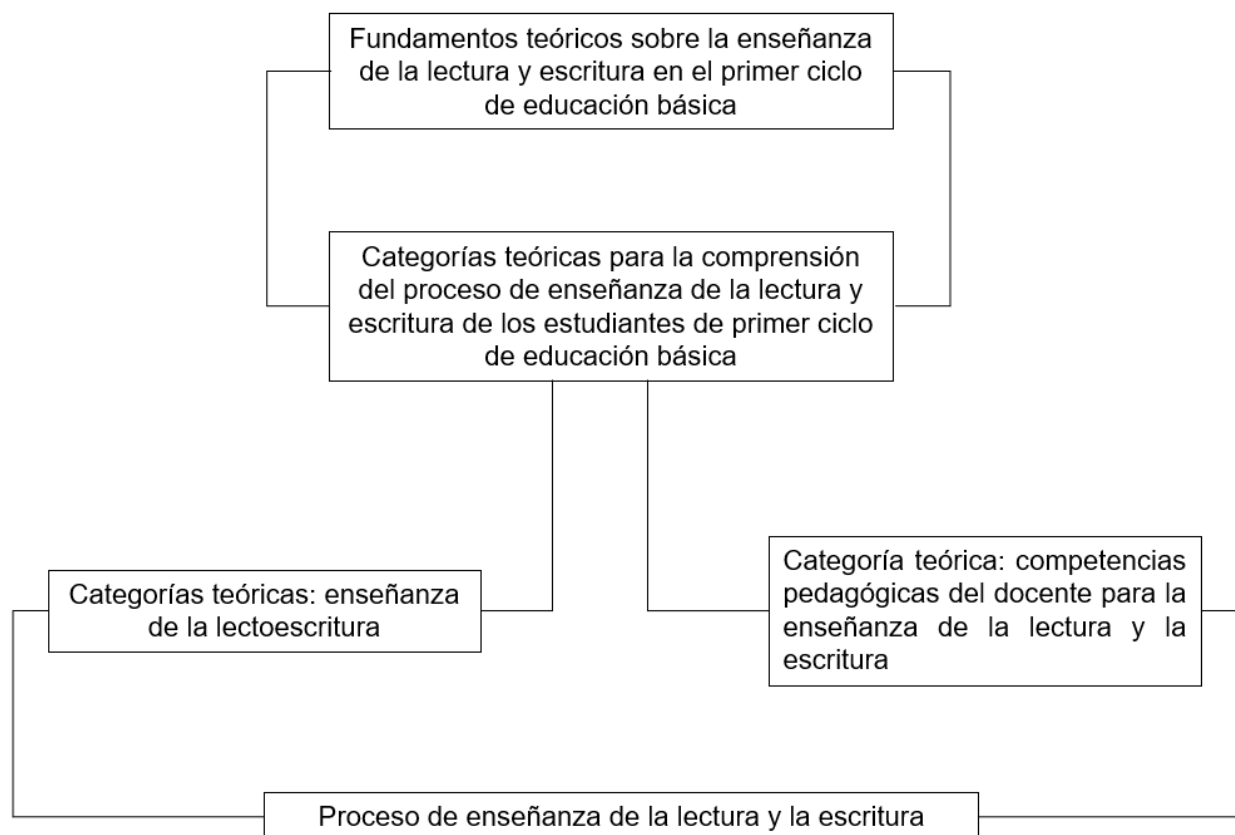 Fundamentos teóricos sobre la enseñanza
de la lectura y escritura en el primer ciclo
de educación básica
Categorías teóricas para la comprensión
del proceso de enseñanza de la lectura y
escritura de los estudiantes de primer ciclo
de educación básica
Categorías teóricas: enseñanza
de la lectoescritura
Categoría teórica: competencias
pedagógicas del docente para la
enseñanza de la lectura y la
escritura
Proceso de enseñanza de la lectura y la escritura